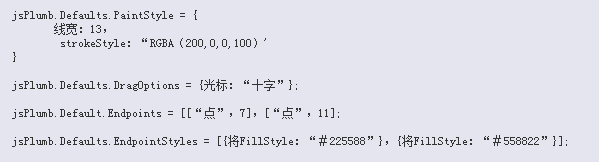 jsPlumb.Defaults.PaintStyle = {
线宽：13，
strokeStyle：“RGBA（200,0,0,100）'
}
jsPlumb.Defaults.DragOptions = {光标：“十字”};
jsPlumb.Default.Endpoints = [[“点”，7]，[“点”，11];
jsPlumb.Defaults.EndpointStyles = [{将FillStyle：“＃225588”}，{将FillStyle：“＃558822”}];